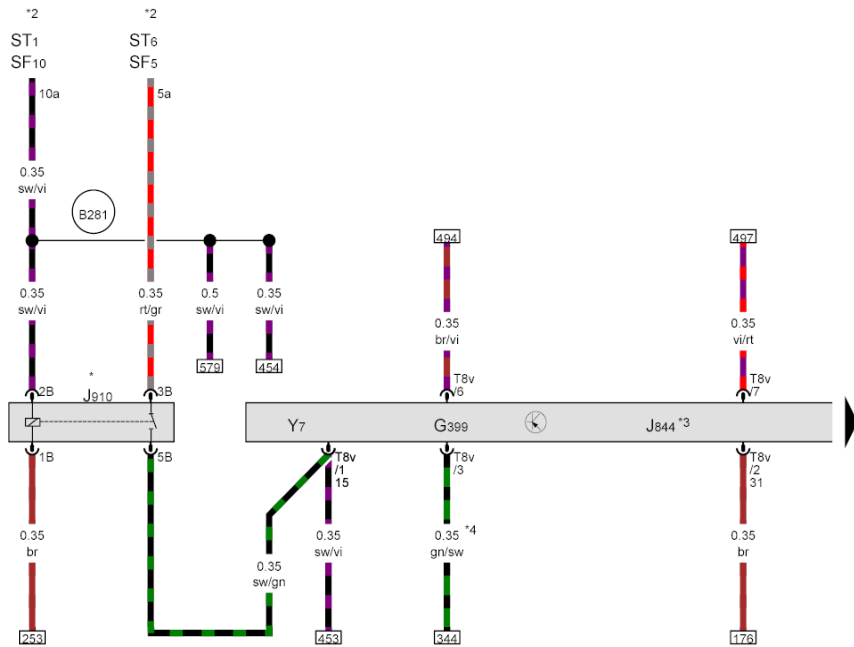 *2
*2
ST1
ST6
SF10
SF5
10a
5a
0.35
sw/vi
B281
494
497
0.35
sw/vi
0.35
rt/gr
0.5
sw/vi
0.35
sw/vi
0.35
br/vi
0.35
vi/rt
579
454
*
J910
2B
3B
T8v
/6
T8v
/7
Y7
G399
J844 *3
1B
5B
T8v
/1
15
T8v
/3
T8v
/2
31
0.35
br
0.35
sw/gn
0.35
sw/vi
0.35 *4
gn/sw
0.35
br
253
453
344
176